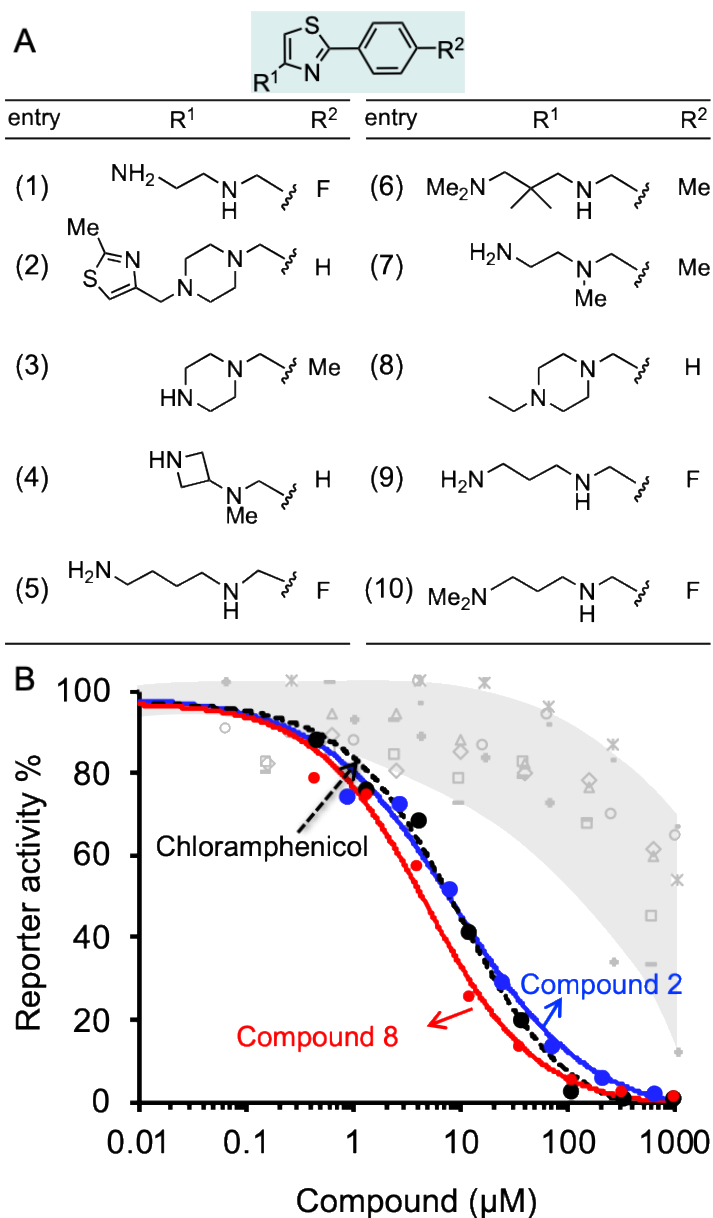 A
S
N
R¹
R²
entry R¹ R² entry R¹ R²
(1) NH₂ N H F
(6) Me₂N N H Me
(2) Me N S N N H
(7) H₂N N Me Me
(3) HN N Me
(8) N N H
(4) HN N Me H
(9) H₂N N H F
(5) H₂N N H F
(10) Me₂N N H F
B
Reporter activity %
100
80
60
40
20
0
Chloramphenicol
Compound 2
Compound 8
0.01 0.1 1 10 100 1000
Compound (µM)